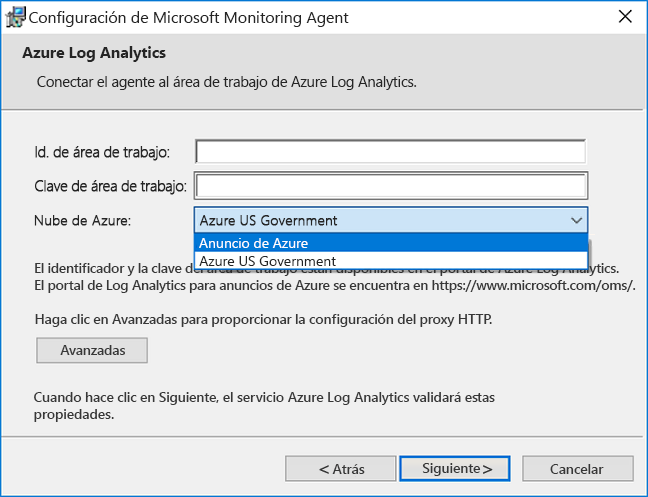 Configuración de Microsoft Monitoring Agent
Azure Log Analytics
Conectar el agente al área de trabajo de Azure Log Analytics.
Id. de área de trabajo:
Clave de área de trabajo:
Nube de Azure:
Azure US Government
Anuncio de Azure
Azure US Government
El identificador y la clave del área de trabajo están disponibles en el portal de Azure Log Analytics.
El portal de Log Analytics para anuncios de Azure se encuentra en https://www.microsoft.com/oms/.
Haga clic en Avanzadas para proporcionar la configuración del proxy HTTP.
Avanzadas
Cuando hace clic en Siguiente, el servicio Azure Log Analytics validará estas
propiedades.
< Atrás
Siguiente >
Cancelar